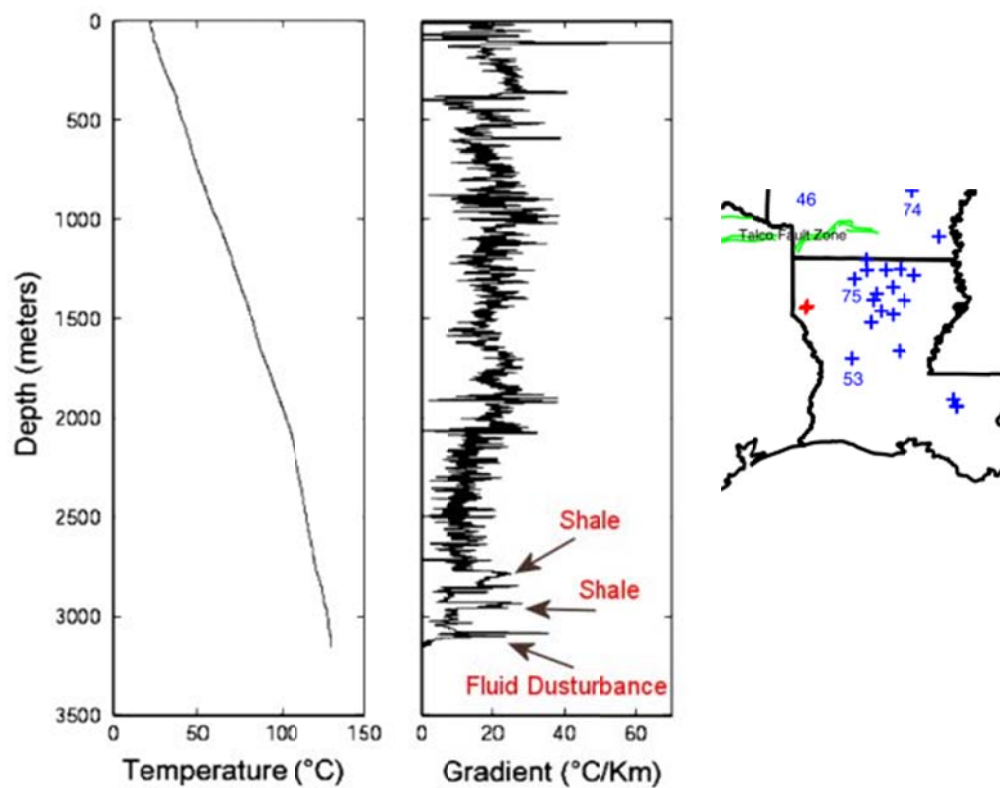 Depth (meters)
0
500
1000
1500
2000
2500
3000
3500
0 50 100 150
Temperature (°C)
Shale
Shale
Fluid Dusturbance
0 20 40 60
Gradient (°C/Km)
46
74
Talco Fault Zone
75
53